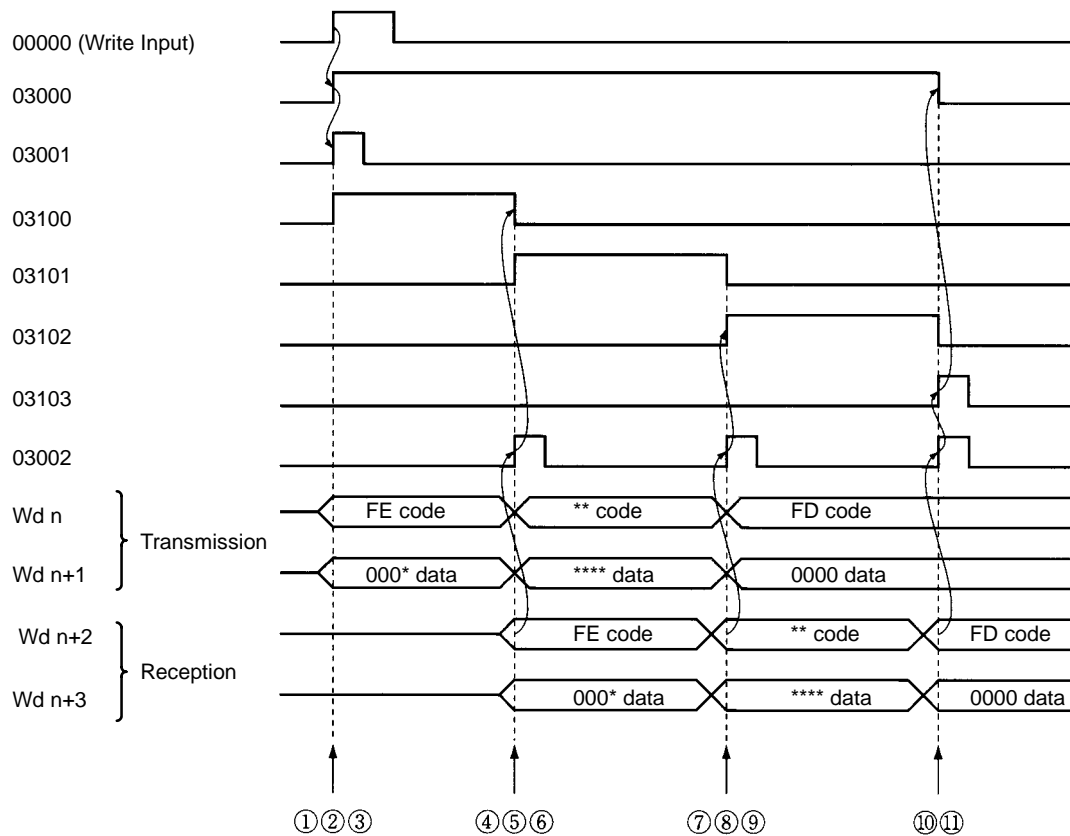 00000 (Write Input)
03000
03001
03100
03101
03102
03103
03002
Wd n
FE code
** code
FD code
Transmission
Wd n+1
000* data
**** data
0000 data
Wd n+2
FE code
** code
FD code
Reception
Wd n+3
000* data
**** data
0000 data
①②③ ④⑤⑥ ⑦⑧⑨ ⑩⑪